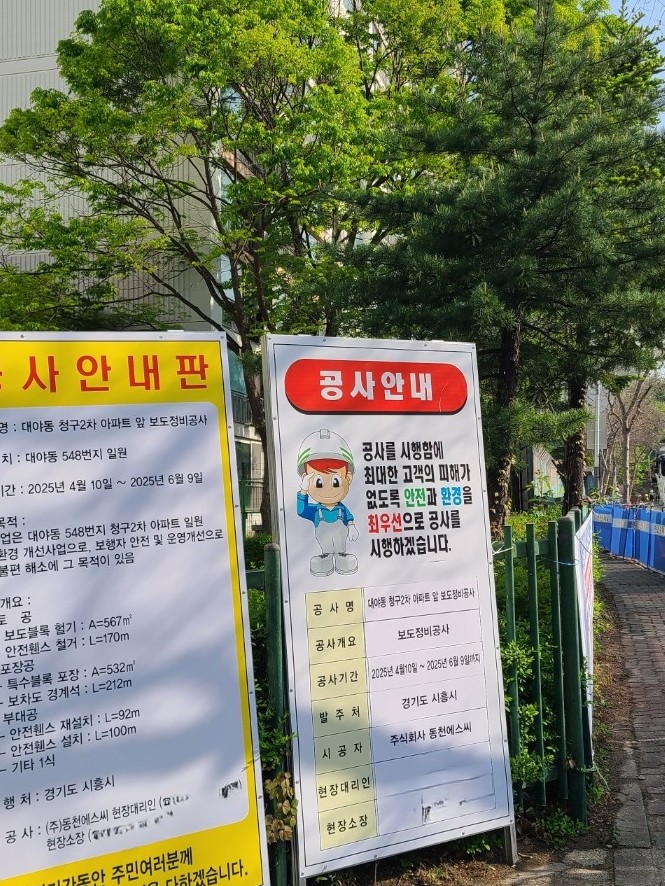 공사안내판
명 : 대야동 청구2차 아파트 앞 보도정비공사
치 : 대야동 548번지 일원
기간 : 2025년 4월 10일 ~ 2025년 6월 9일
목적 :
업은 대야동 548번지 청구2차 아파트 일원
환경 개선사업으로, 보행자 안전 및 운영개선으로
불편 해소에 그 목적이 있음
개요 :
토 공
- 보도블록 헐기 : A=567㎡
- 안전휀스 철거 : L=170m
포장공
- 특수블록 포장 : A=532㎡
- 보차도 경계석 : L=212m
부대공
- 안전휀스 재설치 : L=92m
- 안전휀스 설치 : L=100m
- 기타 1식
행 처 : 경기도 시흥시
공 사 : (주)동천에스씨 현장대리인 (☎
현장소장 (☎
기간동안 주민여러분께
다하겠습니다.
공사안내
공사를 시행함에
최대한 고객의 피해가
없도록 안전과 환경을
최우선으로 공사를
시행하겠습니다.
공 사 명 대야동 청구2차 아파트 앞 보도정비공사
공사개요 보도정비공사
공사기간 2025년 4월10일 ~ 2025년 6월 9일까지
발 주 처 경기도 시흥시
시 공 자 주식회사 동천에스씨
현장대리인
현장소장